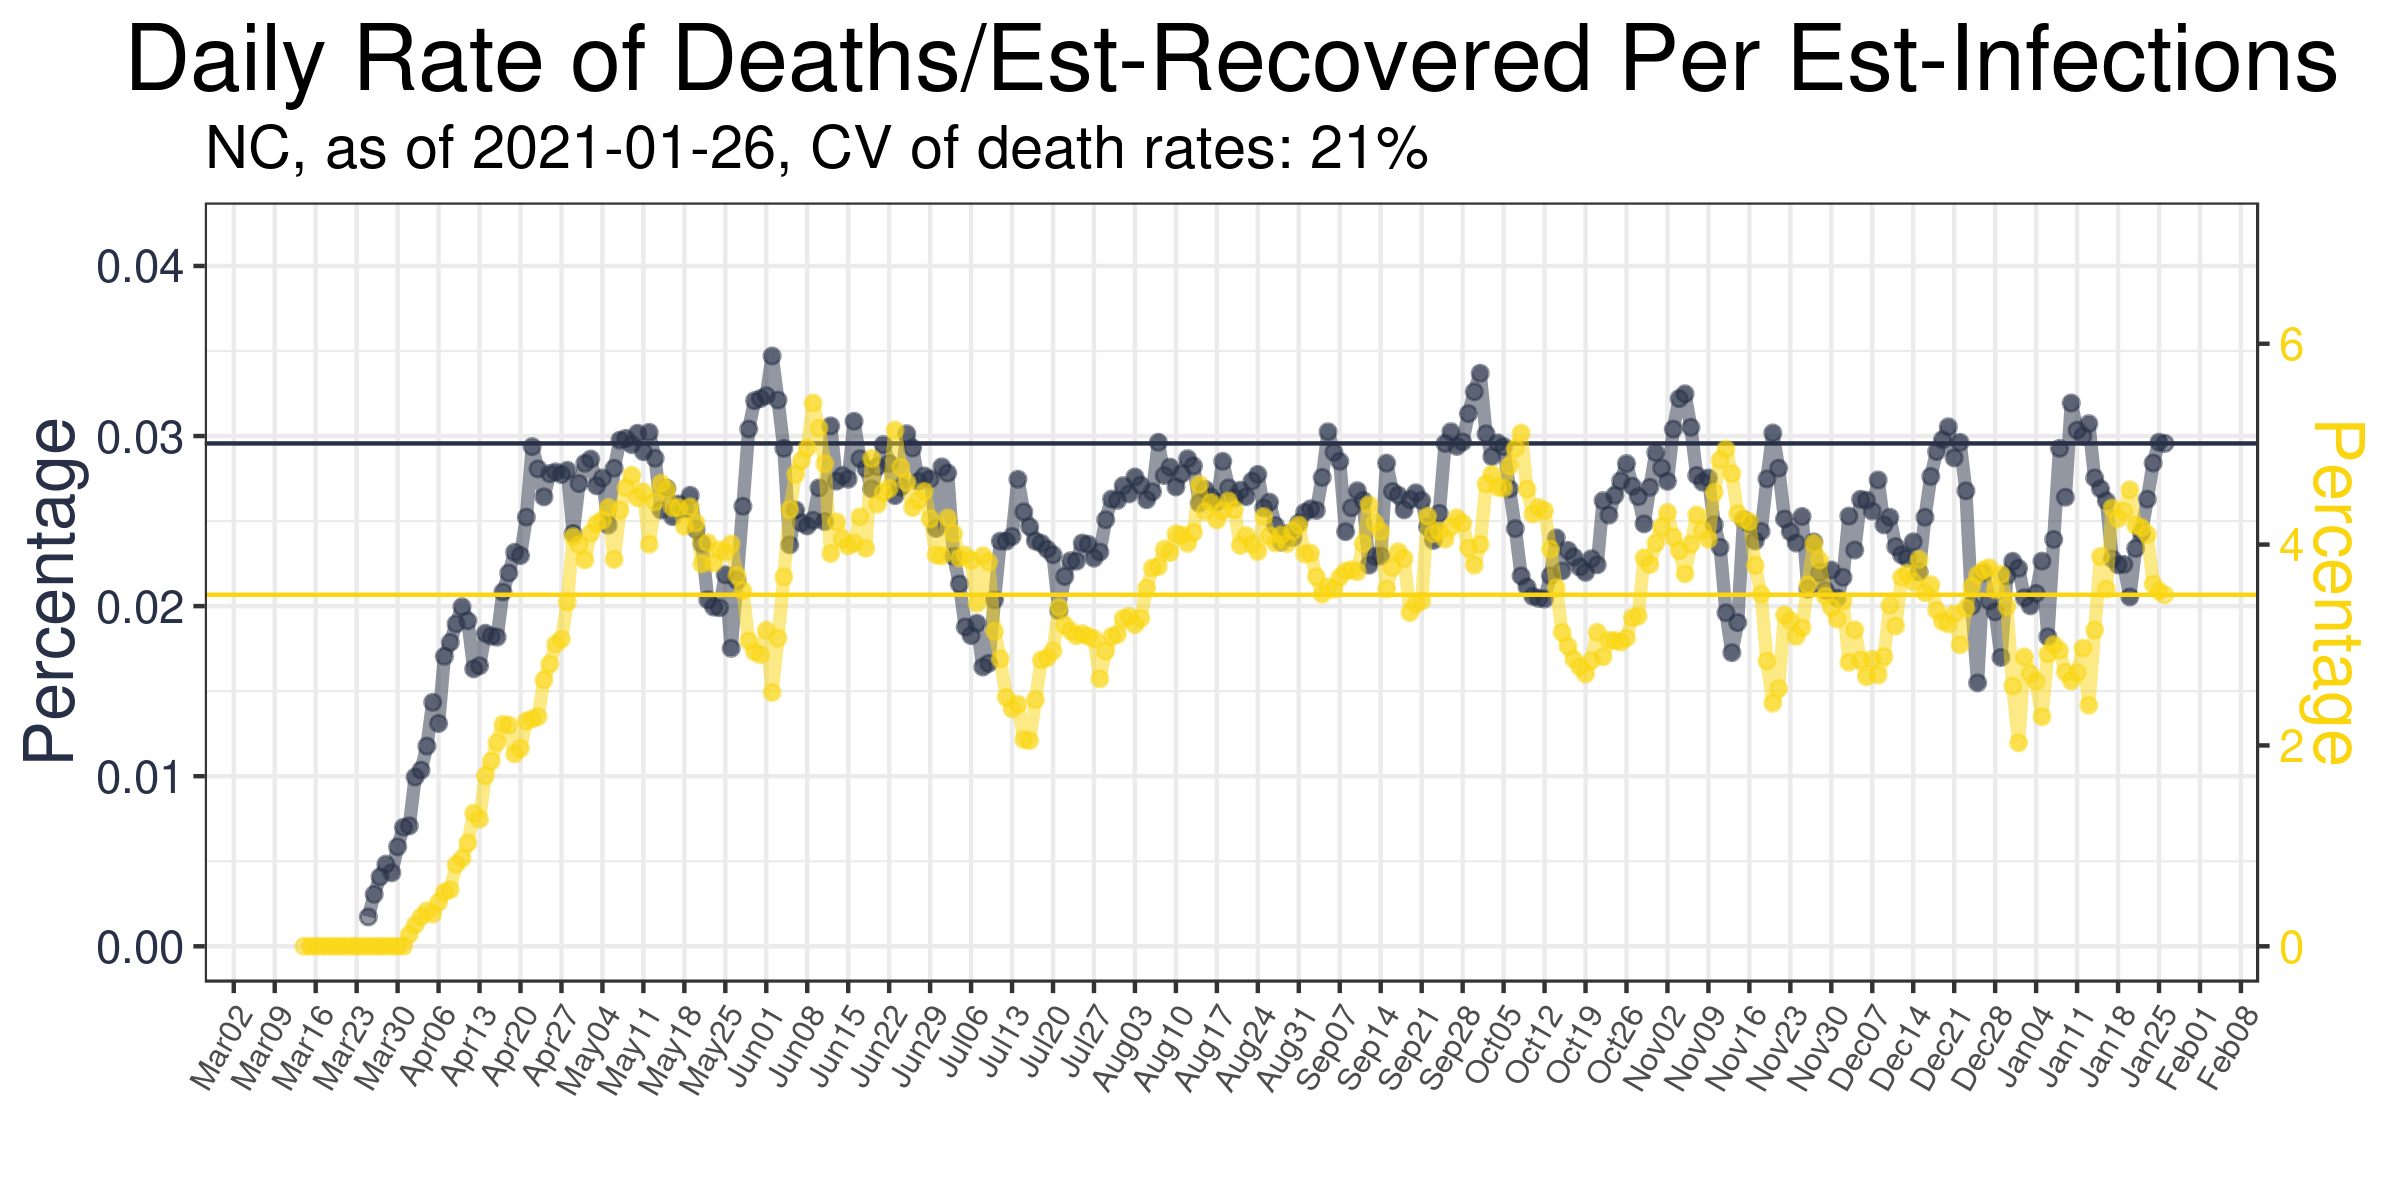 Daily Rate of Deaths/Est-Recovered Per Est-Infections
NC, as of 2021-01-26, CV of death rates: 21%
Percentage
0.04
0.03
0.02
0.01
0.00
6
4
2
0
Percentage
Mar02
Mar09
Mar16
Mar23
Mar30
Apr06
Apr13
Apr20
Apr27
May04
May11
May18
May25
Jun01
Jun08
Jun15
Jun22
Jun29
Jul06
Jul13
Jul20
Jul27
Aug03
Aug10
Aug17
Aug24
Aug31
Sep07
Sep14
Sep21
Sep28
Oct05
Oct12
Oct19
Oct26
Nov02
Nov09
Nov16
Nov23
Nov30
Dec07
Dec14
Dec21
Dec28
Jan04
Jan11
Jan18
Jan25
Feb01
Feb08